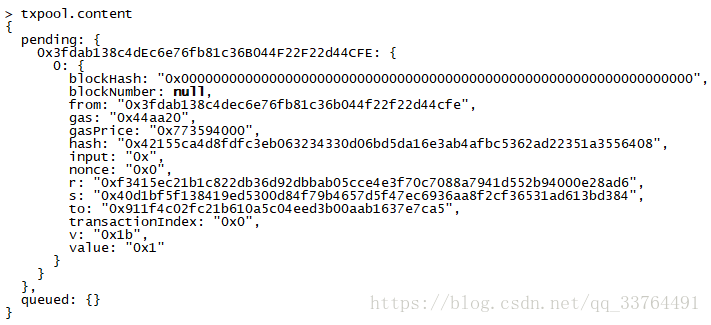 > txpool.content
{
  pending: {
    0x3fdab138c4dEc6e76fb81c36B044F22F22d44CFE: {
      0: {
        blockHash: "0x0000000000000000000000000000000000000000000000000000000000000000",
        blockNumber: null,
        from: "0x3fdab138c4dec6e76fb81c36b044f22f22d44cfe",
        gas: "0x44aa20",
        gasPrice: "0x773594000",
        hash: "0x42155ca4d8fdfc3eb063234330d06bd5da16e3ab4afbc5362ad22351a3556408",
        input: "0x",
        nonce: "0x0",
        r: "0xf3415ec21b1c822db36d92dbbab05cce4e3f70c7088a7941d552b94000e28ad6",
        s: "0x40d1bf5f138419ed5300d84f79b4657d5f47ec6936aa8f2cf36531ad613bd384",
        to: "0x911f4c02fc21b610a5c04eed3b00aab1637e7ca5",
        transactionIndex: "0x0",
        v: "0x1b",
        value: "0x1"
      }
    }
  },
  queued: {}
}
https://blog.csdn.net/qq_33764491